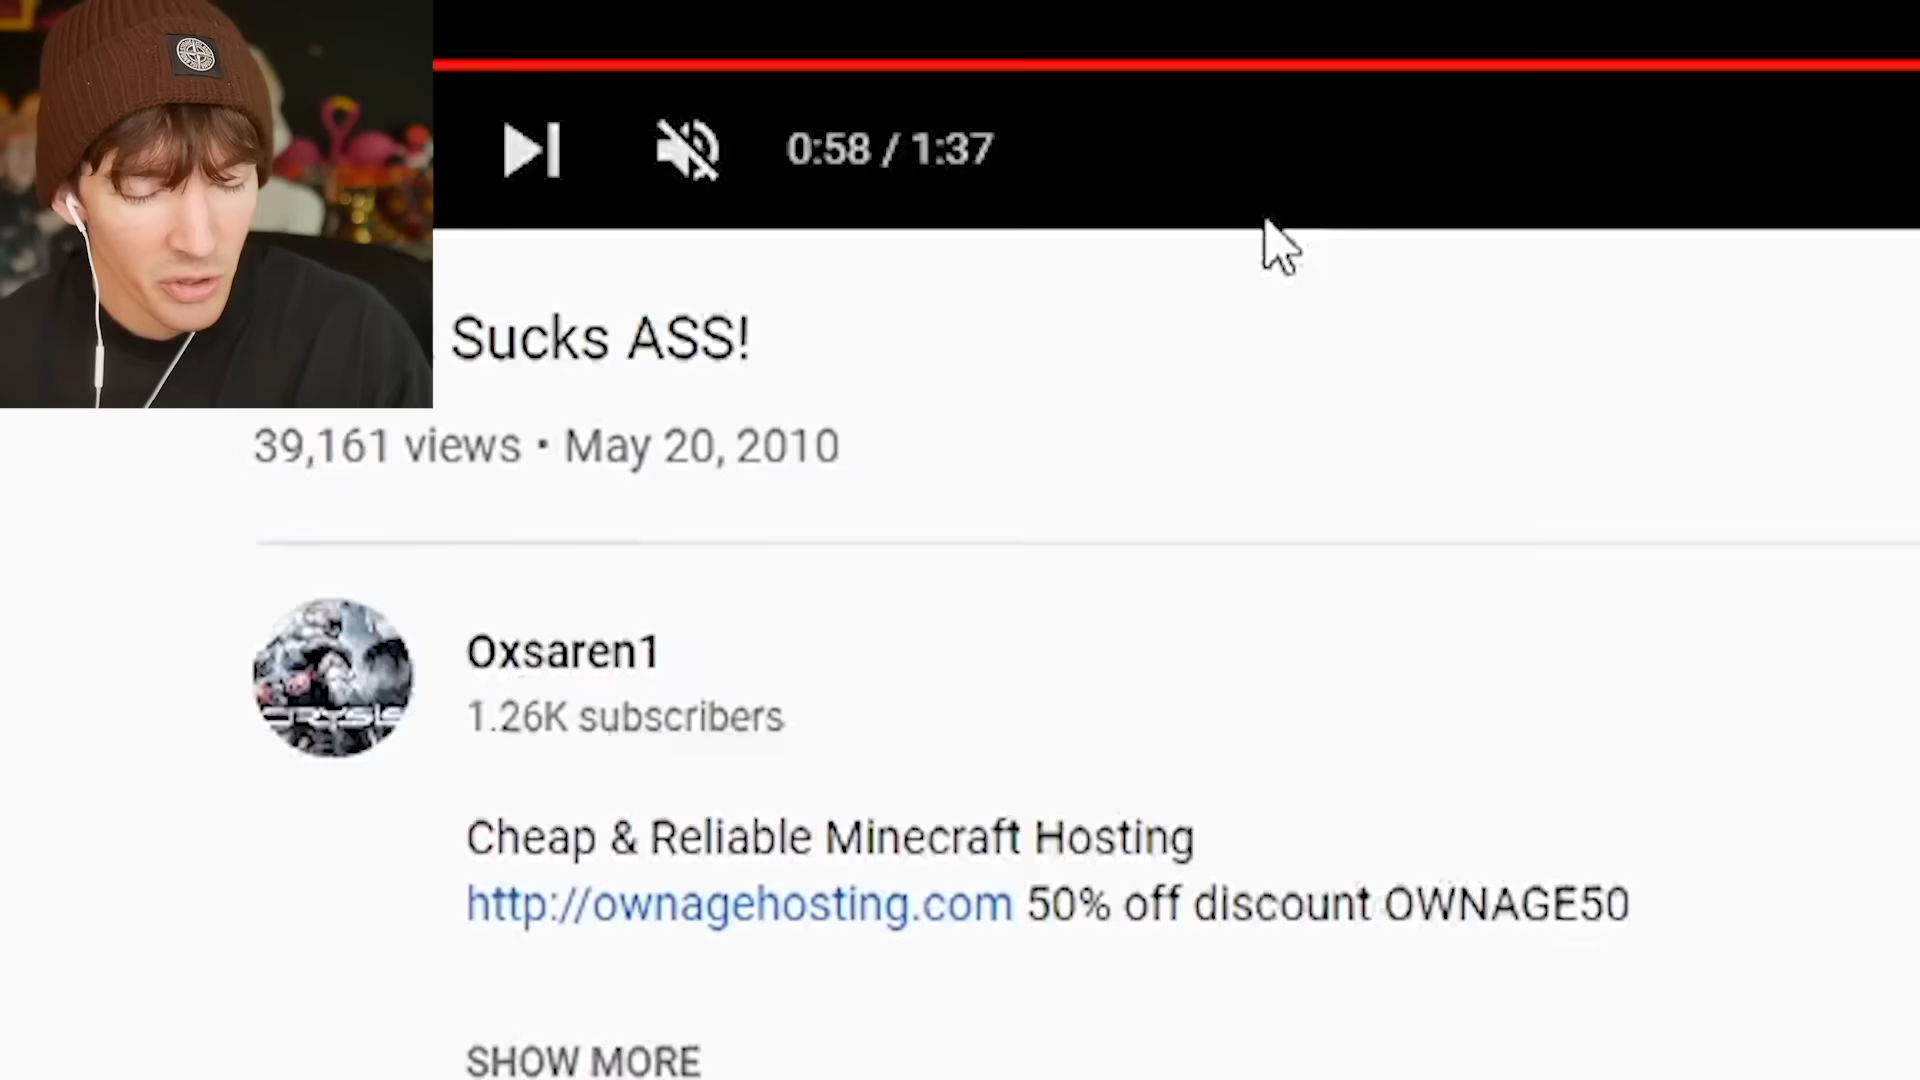 0:58 / 1:37
Sucks ASS!
39,161 views • May 20, 2010
Oxsaren1
1.26K subscribers
CRYSIS
Cheap & Reliable Minecraft Hosting
http://ownagehosting.com 50% off discount OWNAGE50
SHOW MORE